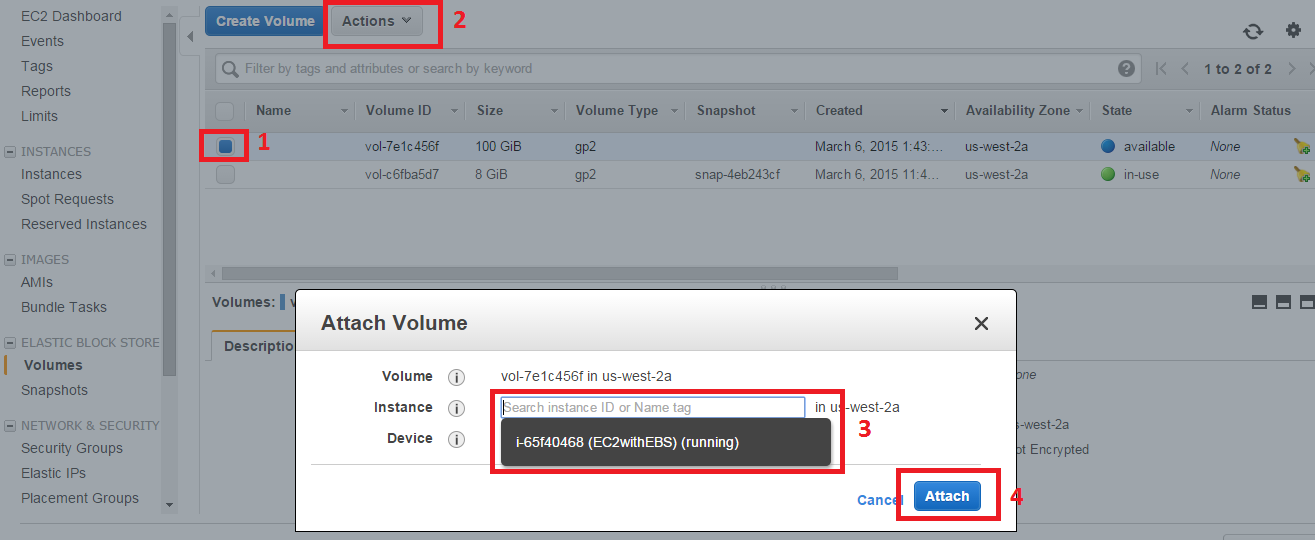 EC2 Dashboard
Events
Tags
Reports
Limits
INSTANCES
Instances
Spot Requests
Reserved Instances
IMAGES
AMIs
Bundle Tasks
ELASTIC BLOCK STORE
Volumes
Snapshots
NETWORK & SECURITY
Security Groups
Elastic IPs
Placement Groups
Create Volume Actions 2
Filter by tags and attributes or search by keyword ? 1 to 2 of 2
Name Volume ID Size Volume Type Snapshot Created Availability Zone State Alarm Status
1 vol-7e1c456f 100 GiB gp2 March 6, 2015 1:43:... us-west-2a available None
vol-c6fba5d7 8 GiB gp2 snap-4eb243cf March 6, 2015 11:4... us-west-2a in-use None
Volumes:
Descriptio
Attach Volume
Volume i vol-7e1c456f in us-west-2a
Instance i Search instance ID or Name tag in us-west-2a
Device i i-65f40468 (EC2withEBS) (running) 3
Cancel Attach 4
one
s-west-2a
ot Encrypted